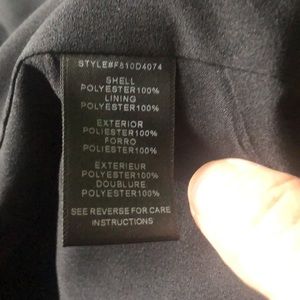 STYLE#F810D4074
SHELL
POLYESTER100%
LINING
POLYESTER100%
EXTERIOR
POLIESTER100%
FORRO
POLIESTER100%
EXTERIEUR
POLYESTER100%
DOUBLURE
POLYESTER100%
SEE REVERSE FOR CARE
INSTRUCTIONS